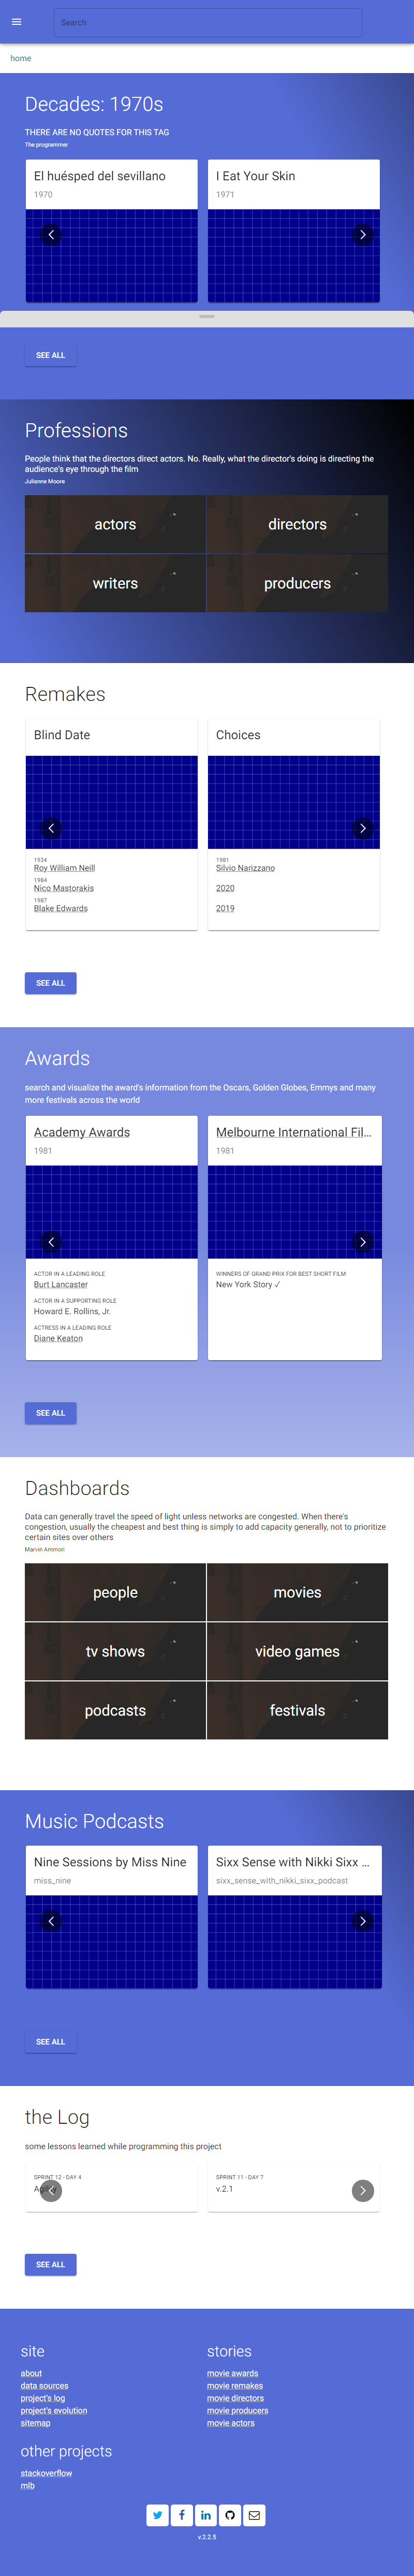 Search
home
Decades: 1970s
THERE ARE NO QUOTES FOR THIS TAG
The programmer
El huésped del sevillano
1970
I Eat Your Skin
1971
SEE ALL
Professions
People think that the directors direct actors. No. Really, what the director's doing is directing the
audience's eye through the film
Julienne Moore
actors
directors
writers
producers
Remakes
Blind Date
1934
Roy William Neill
1984
Nico Mastorakis
1987
Blake Edwards
Choices
1981
Silvio Narizzano
2020
2019
SEE ALL
Awards
search and visualize the award's information from the Oscars, Golden Globes, Emmys and many
more festivals across the world
Academy Awards
1981
ACTOR IN A LEADING ROLE
Burt Lancaster
ACTOR IN A SUPPORTING ROLE
Howard E. Rollins, Jr.
ACTRESS IN A LEADING ROLE
Diane Keaton
Melbourne International Fil...
1981
WINNERS OF GRAND PRIX FOR BEST SHORT FILM
New York Story ✓
SEE ALL
Dashboards
Data can generally travel the speed of light unless networks are congested. When there's
congestion, usually the cheapest and best thing is simply to add capacity generally, not to prioritize
certain sites over others
Marvin Ammori
people
movies
tv shows
video games
podcasts
festivals
Music Podcasts
Nine Sessions by Miss Nine
miss_nine
Sixx Sense with Nikki Sixx ...
sixx_sense_with_nikki_sixx_podcast
SEE ALL
the Log
some lessons learned while programming this project
SPRINT 12 - DAY 4
SPRINT 11 - DAY 7
v.2.1
SEE ALL
site
about
data sources
project's log
project's evolution
sitemap
stories
movie awards
movie remakes
movie directors
movie producers
movie actors
other projects
stackoverflow
mlb
v.2.2.5